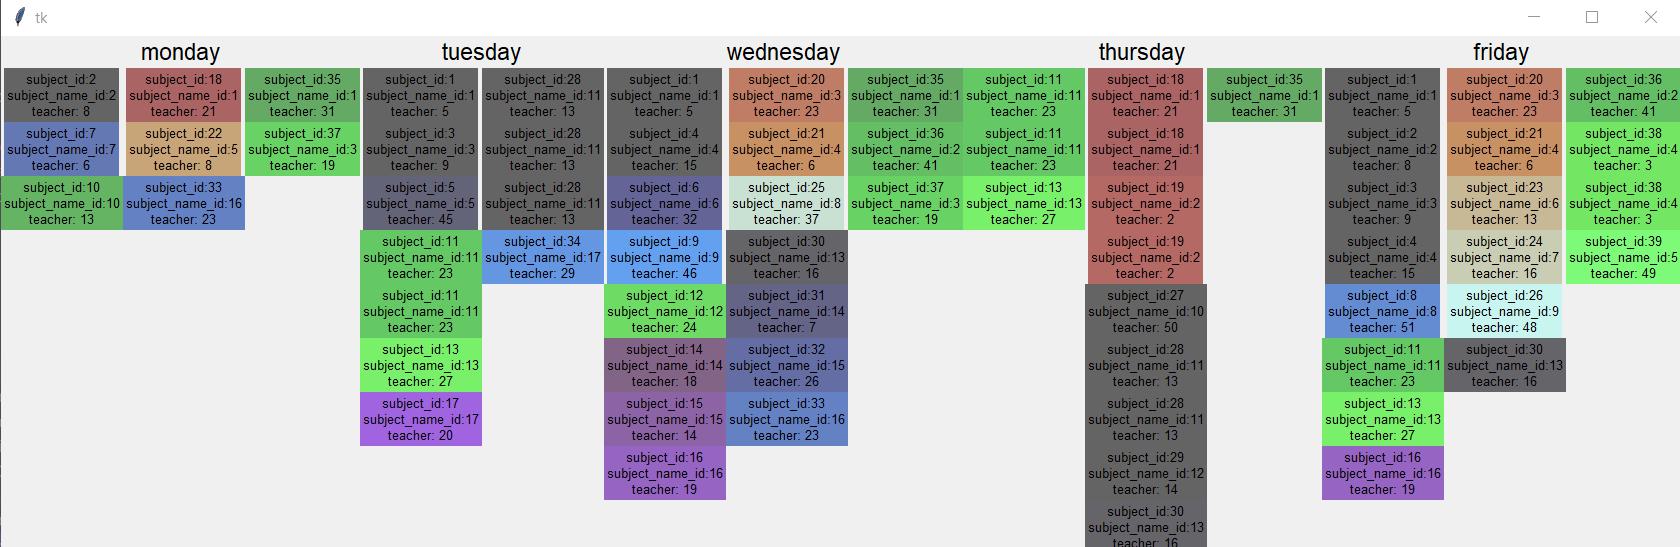 tk
monday
subject_id:2
subject_name_id:2
teacher: 8
subject_id:7
subject_name_id:7
teacher: 6
subject_id:10
subject_name_id:10
teacher: 13
subject_id:18
subject_name_id:1
teacher: 21
subject_id:22
subject_name_id:5
teacher: 8
subject_id:33
subject_name_id:16
teacher: 23
subject_id:35
subject_name_id:1
teacher: 31
subject_id:37
subject_name_id:3
teacher: 19
tuesday
subject_id:1
subject_name_id:1
teacher: 5
subject_id:3
subject_name_id:3
teacher: 9
subject_id:5
subject_name_id:5
teacher: 45
subject_id:11
subject_name_id:11
teacher: 23
subject_id:11
subject_name_id:11
teacher: 23
subject_id:13
subject_name_id:13
teacher: 27
subject_id:17
subject_name_id:17
teacher: 20
subject_id:28
subject_name_id:11
teacher: 13
subject_id:28
subject_name_id:11
teacher: 13
subject_id:28
subject_name_id:11
teacher: 13
subject_id:34
subject_name_id:17
teacher: 29
wednesday
subject_id:1
subject_name_id:1
teacher: 5
subject_id:4
subject_name_id:4
teacher: 15
subject_id:6
subject_name_id:6
teacher: 32
subject_id:9
subject_name_id:9
teacher: 46
subject_id:12
subject_name_id:12
teacher: 24
subject_id:14
subject_name_id:14
teacher: 18
subject_id:15
subject_name_id:15
teacher: 14
subject_id:16
subject_name_id:16
teacher: 19
subject_id:20
subject_name_id:3
teacher: 23
subject_id:21
subject_name_id:4
teacher: 6
subject_id:25
subject_name_id:8
teacher: 37
subject_id:30
subject_name_id:13
teacher: 16
subject_id:31
subject_name_id:14
teacher: 7
subject_id:32
subject_name_id:15
teacher: 26
subject_id:33
subject_name_id:16
teacher: 23
subject_id:35
subject_name_id:1
teacher: 31
subject_id:36
subject_name_id:2
teacher: 41
subject_id:37
subject_name_id:3
teacher: 19
thursday
subject_id:11
subject_name_id:11
teacher: 23
subject_id:11
subject_name_id:11
teacher: 23
subject_id:13
subject_name_id:13
teacher: 27
subject_id:18
subject_name_id:1
teacher: 21
subject_id:18
subject_name_id:1
teacher: 21
subject_id:19
subject_name_id:2
teacher: 2
subject_id:19
subject_name_id:2
teacher: 2
subject_id:27
subject_name_id:10
teacher: 50
subject_id:28
subject_name_id:11
teacher: 13
subject_id:28
subject_name_id:11
teacher: 13
subject_id:29
subject_name_id:12
teacher: 14
subject_id:30
subject_name_id:13
teacher: 16
subject_id:35
subject_name_id:1
teacher: 31
friday
subject_id:1
subject_name_id:1
teacher: 5
subject_id:2
subject_name_id:2
teacher: 8
subject_id:3
subject_name_id:3
teacher: 9
subject_id:4
subject_name_id:4
teacher: 15
subject_id:8
subject_name_id:8
teacher: 51
subject_id:11
subject_name_id:11
teacher: 23
subject_id:13
subject_name_id:13
teacher: 27
subject_id:16
subject_name_id:16
teacher: 19
subject_id:20
subject_name_id:3
teacher: 23
subject_id:21
subject_name_id:4
teacher: 6
subject_id:23
subject_name_id:6
teacher: 13
subject_id:24
subject_name_id:7
teacher: 16
subject_id:26
subject_name_id:9
teacher: 48
subject_id:30
subject_name_id:13
teacher: 16
subject_id:36
subject_name_id:2
teacher: 41
subject_id:38
subject_name_id:4
teacher: 3
subject_id:38
subject_name_id:4
teacher: 3
subject_id:39
subject_name_id:5
teacher: 49